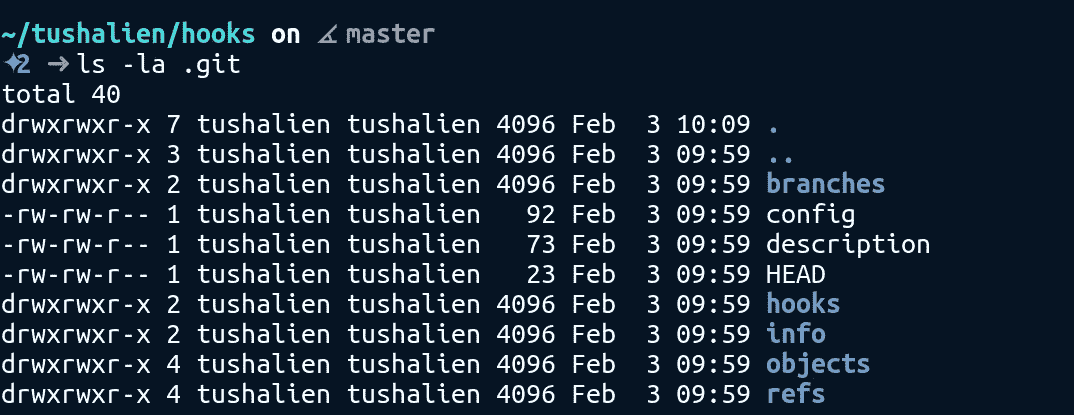 ~/tushalien/hooks on ∡ master
✦2 ➜ ls -la .git
total 40
drwxrwxr-x 7 tushalien tushalien 4096 Feb  3 10:09 .
drwxrwxr-x 3 tushalien tushalien 4096 Feb  3 09:59 ..
drwxrwxr-x 2 tushalien tushalien 4096 Feb  3 09:59 branches
-rw-rw-r-- 1 tushalien tushalien   92 Feb  3 09:59 config
-rw-rw-r-- 1 tushalien tushalien   73 Feb  3 09:59 description
-rw-rw-r-- 1 tushalien tushalien   23 Feb  3 09:59 HEAD
drwxrwxr-x 2 tushalien tushalien 4096 Feb  3 09:59 hooks
drwxrwxr-x 2 tushalien tushalien 4096 Feb  3 09:59 info
drwxrwxr-x 4 tushalien tushalien 4096 Feb  3 09:59 objects
drwxrwxr-x 4 tushalien tushalien 4096 Feb  3 09:59 refs